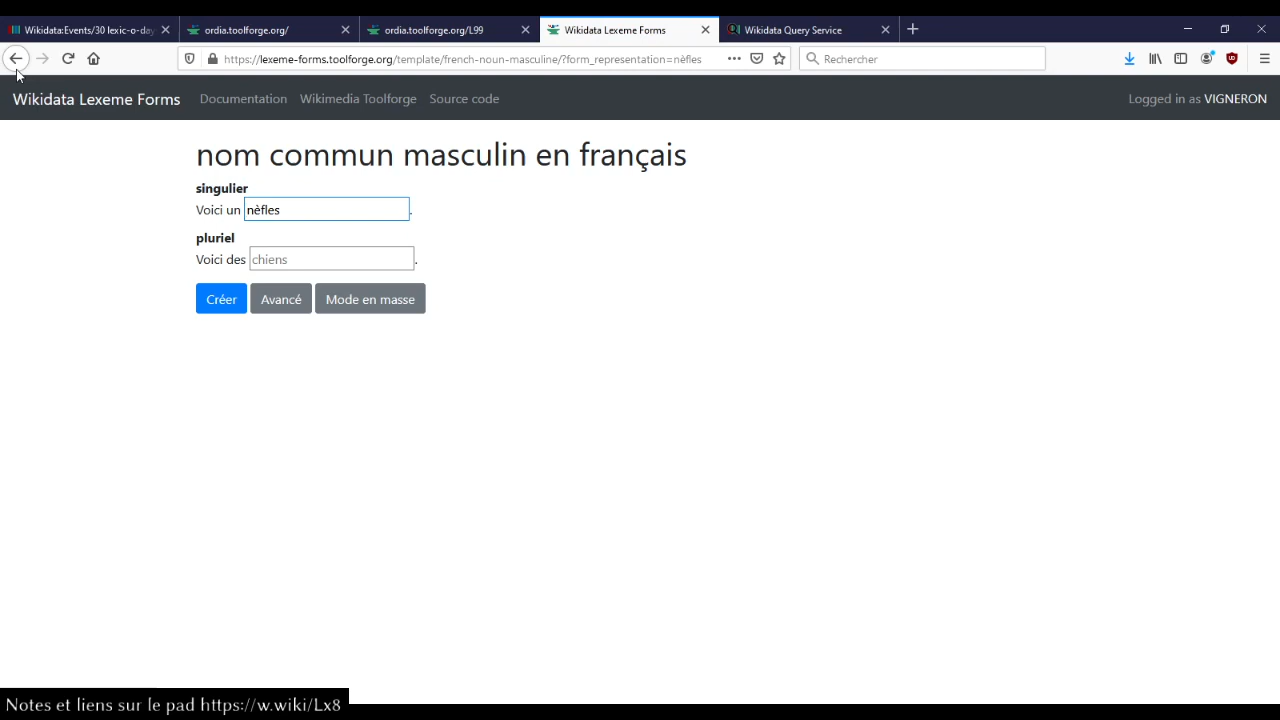 Wikidata:Events/30 lexic-o-day
ordia.toolforge.org/
ordia.toolforge.org/L99
Wikidata Lexeme Forms
Wikidata Query Service
https://lexeme-forms.toolforge.org/template/french-noun-masculine/?form_representation=nèfles
Rechercher
Wikidata Lexeme Forms
Documentation
Wikimedia Toolforge
Source code
Logged in as VIGNERON
nom commun masculin en français
singulier
Voici un nèfles.
pluriel
Voici des chiens.
Créer
Avancé
Mode en masse
Notes et liens sur le pad https://w.wiki/Lx8